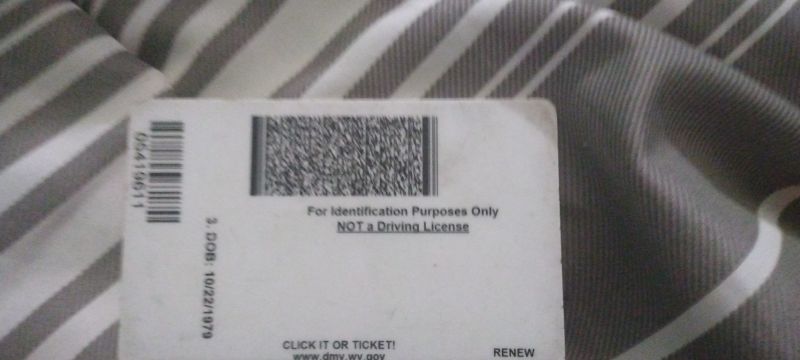 05419611
3. DOB: 10/22/1979
For Identification Purposes Only
NOT a Driving License
CLICK IT OR TICKET!
www.dmv.wv.gov
RENEW